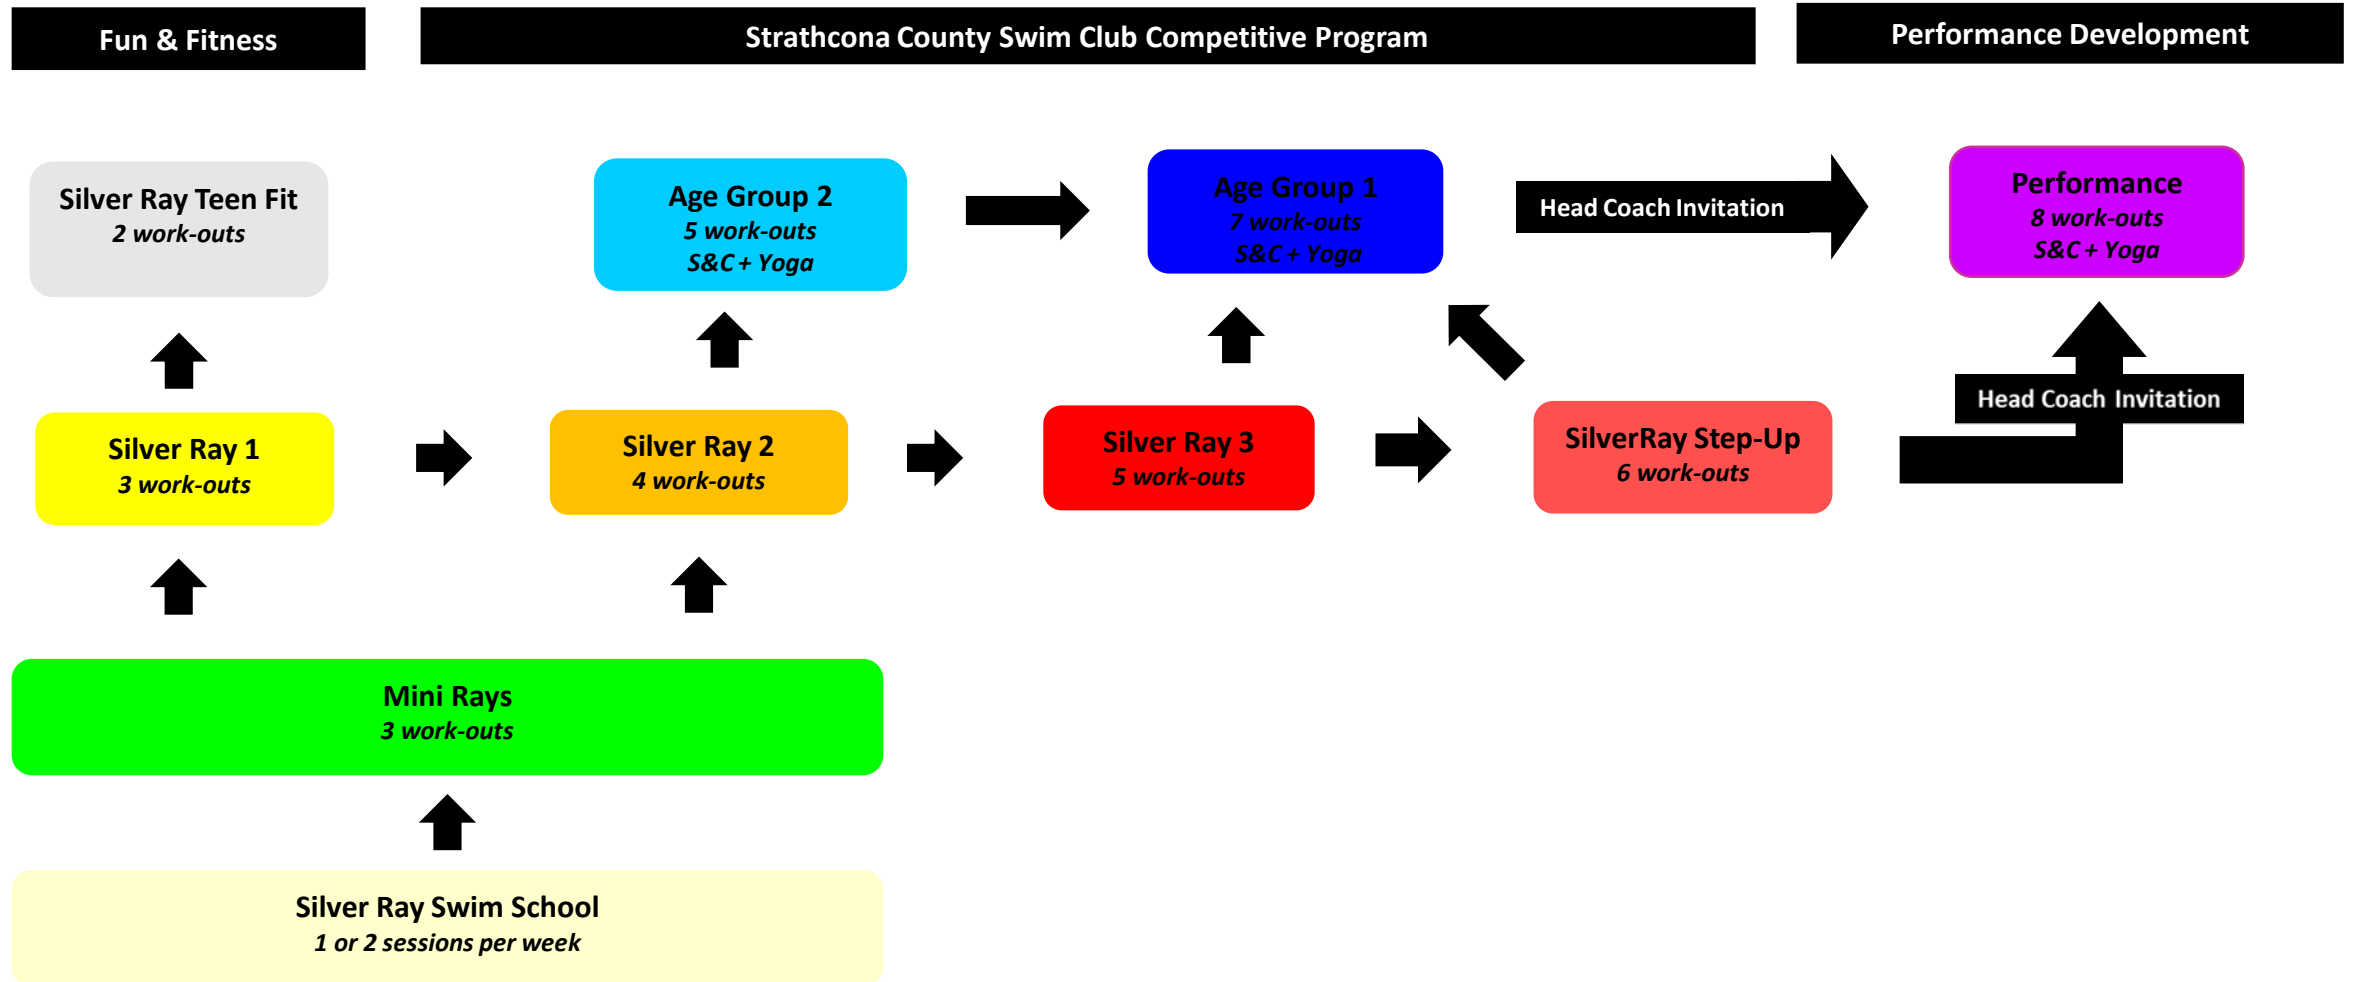 Fun & Fitness
Strathcona County Swim Club Competitive Program
Performance Development
Silver Ray Teen Fit
2 work-outs
Age Group 2
5 work-outs
S&C + Yoga
Age Group 1
7 work-outs
S&C + Yoga
Head Coach Invitation
Performance
8 work-outs
S&C + Yoga
Silver Ray 1
3 work-outs
Silver Ray 2
4 work-outs
Silver Ray 3
5 work-outs
SilverRay Step-Up
6 work-outs
Head Coach Invitation
Mini Rays
3 work-outs
Silver Ray Swim School
1 or 2 sessions per week